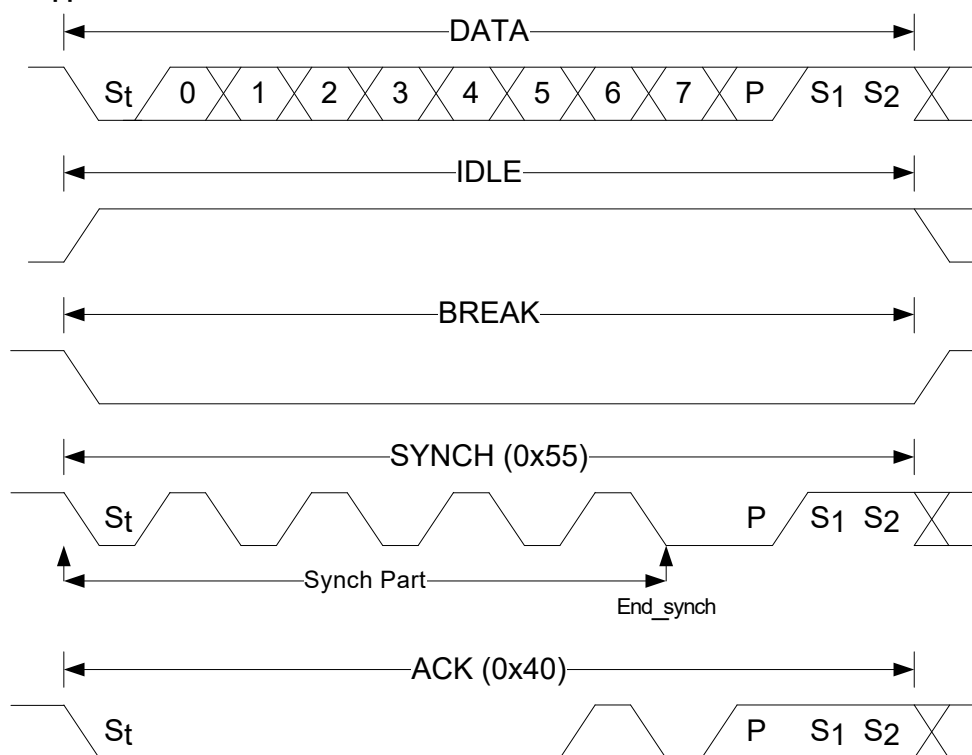 DATA
St 0 1 2 3 4 5 6 7 P S1 S2
IDLE
BREAK
SYNCH (0x55)
St P S1 S2
Synch Part
End_synch
ACK (0x40)
St P S1 S2